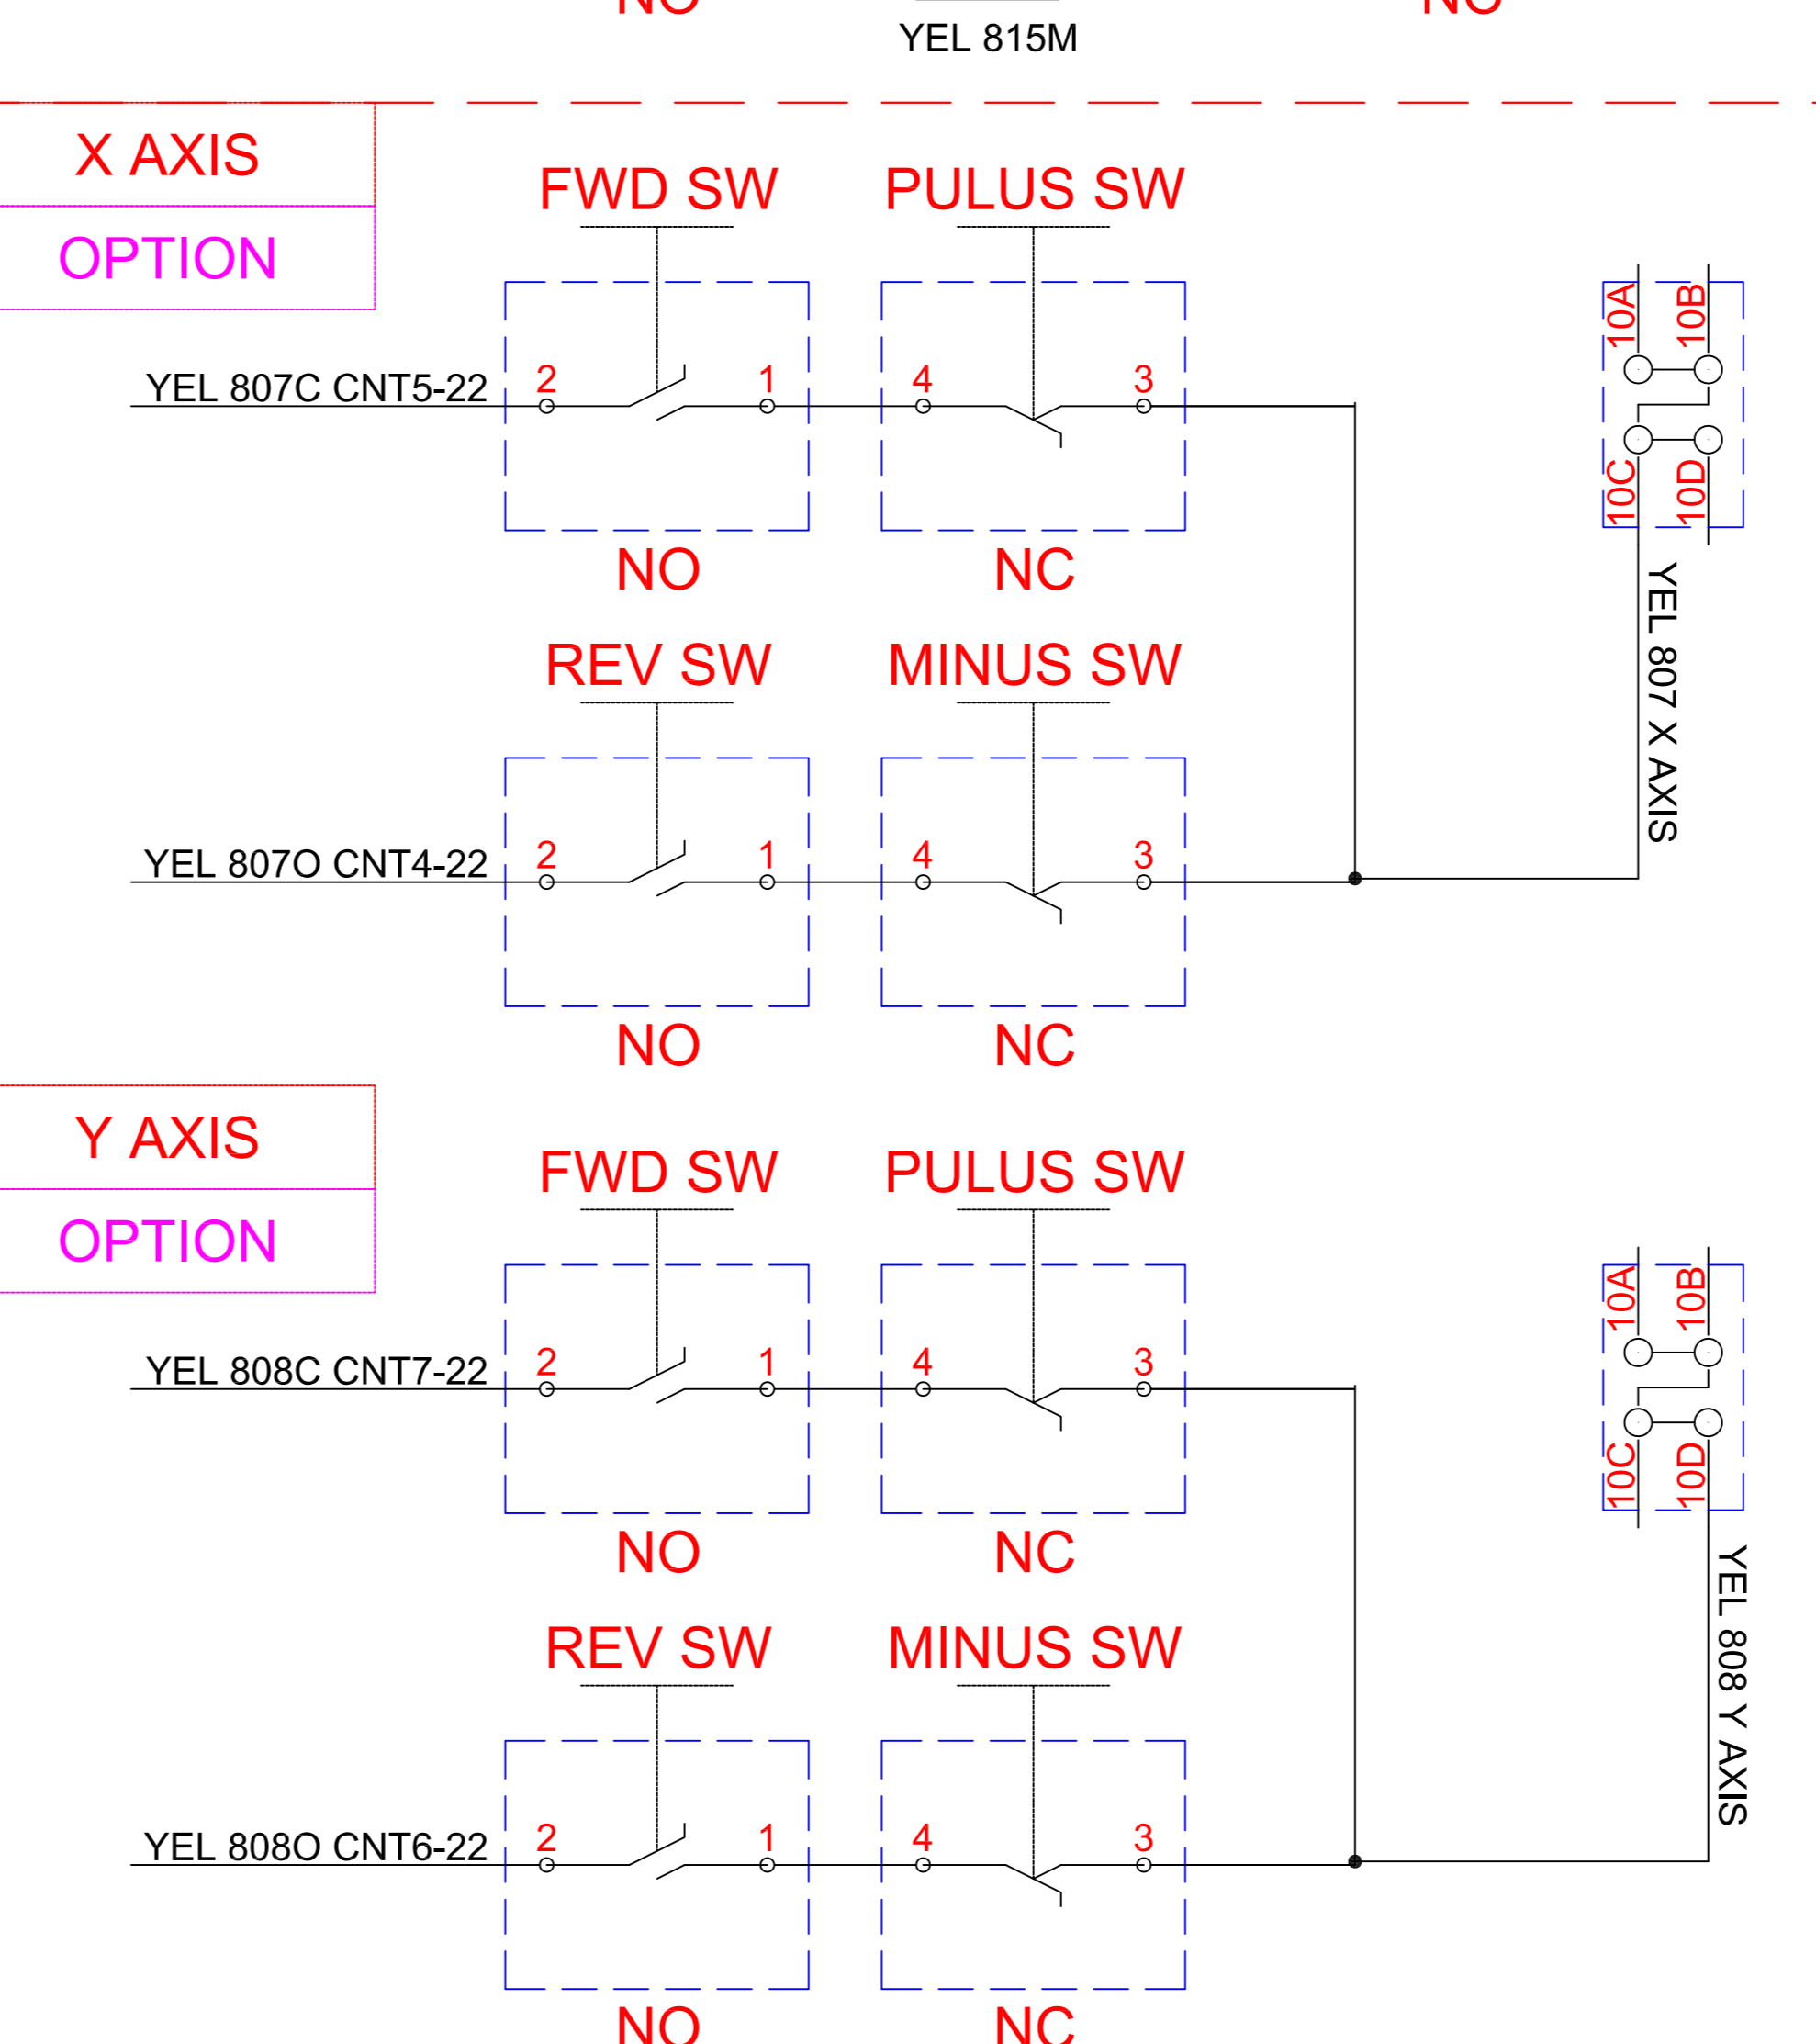 NO
NO
YEL 815M
X AXIS
OPTION
FWD SW
PULUS SW
10A
10B
YEL 807C CNT5-22
2
1
4
3
10C
10D
NO
NC
YEL 807 X AXIS
REV SW
MINUS SW
YEL 807O CNT4-22
2
1
4
3
NO
NC
Y AXIS
OPTION
FWD SW
PULUS SW
10A
10B
YEL 808C CNT7-22
2
1
4
3
10C
10D
NO
NC
YEL 808 Y AXIS
REV SW
MINUS SW
YEL 808O CNT6-22
2
1
4
3
NO
NC